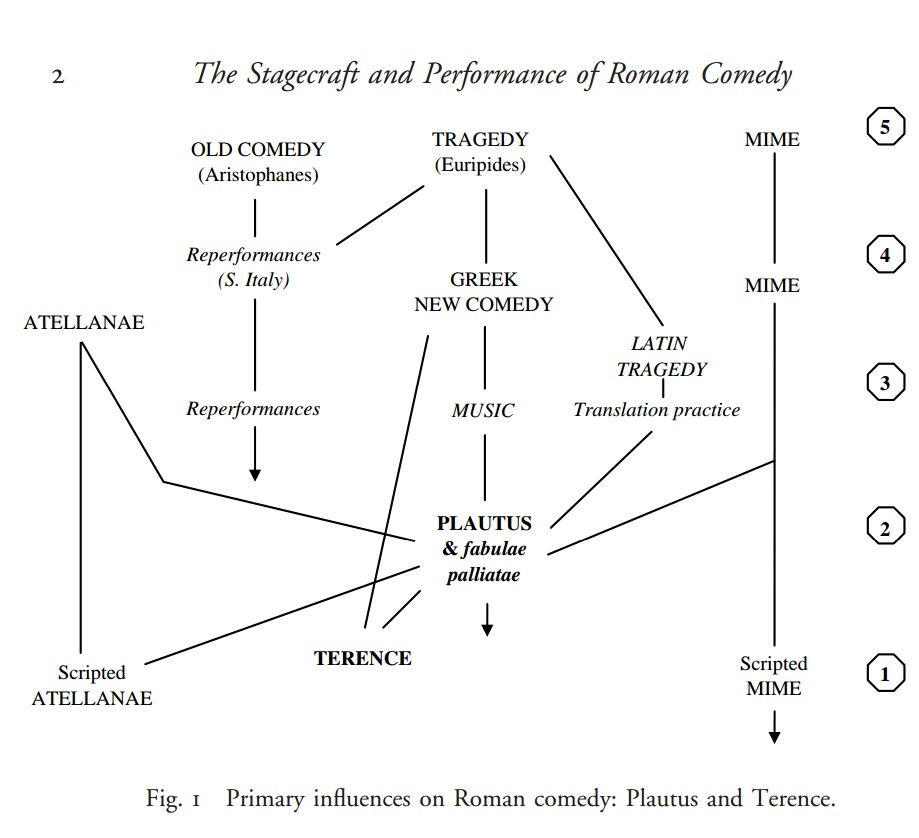 2
The Stagecraft and Performance of Roman Comedy
5
OLD COMEDY
(Aristophanes)
TRAGEDY
(Euripides)
MIME
4
Reperformances
(S. Italy)
GREEK
NEW COMEDY
MIME
ATELLANAE
LATIN
TRAGEDY
3
Reperformances
MUSIC
Translation practice
2
PLAUTUS
& fabulae
palliatae
TERENCE
1
Scripted
ATELLANAE
Scripted
MIME
Fig. 1 Primary influences on Roman comedy: Plautus and Terence.